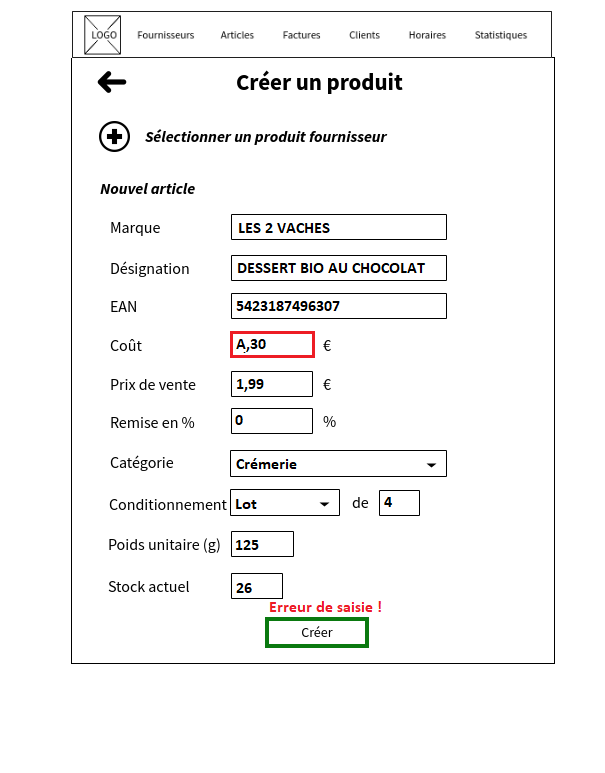 LOGO Fournisseurs Articles Factures Clients Horaires Statistiques
Créer un produit
Sélectionner un produit fournisseur
Nouvel article
Marque LES 2 VACHES
Désignation DESSERT BIO AU CHOCOLAT
EAN 5423187496307
Coût A,30 €
Prix de vente 1,99 €
Remise en % 0 %
Catégorie Crémerie
Conditionnement Lot de 4
Poids unitaire (g) 125
Stock actuel 26
Erreur de saisie !
Créer